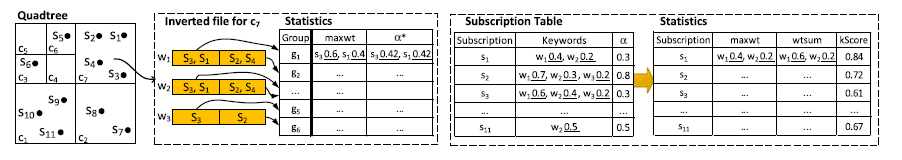 Quadtree
S5 S2 S1
c5 c6
S6 S4
c3 c4 c7 S3
S9
S10 S8
S11 S7
c1 c2
Inverted file for c7
w1 S3, S1 S2, S4
w2 S3, S1 S2, S4
w3 S3 S2
Statistics
Group maxwt α*
g1 s3 0.6, s1 0.4 s3 0.42, s1 0.42
g2 ... ...
... ... ...
g5 ... ...
g6 ... ...
Subscription Table
Subscription Keywords α
s1 w1 0.4, w2 0.2 0.3
s2 w1 0.7, w2 0.3, w3 0.2 0.8
s3 w1 0.6, w2 0.4, w3 0.2 0.3
... ... ...
s11 w2 0.5 0.5
Statistics
Subscription maxwt wtsum kScore
s1 w1 0.4, w2 0.2 w1 0.6, w2 0.2 0.84
s2 ... ... 0.72
s3 ... ... 0.61
... ... ... ...
s11 ... ... 0.67